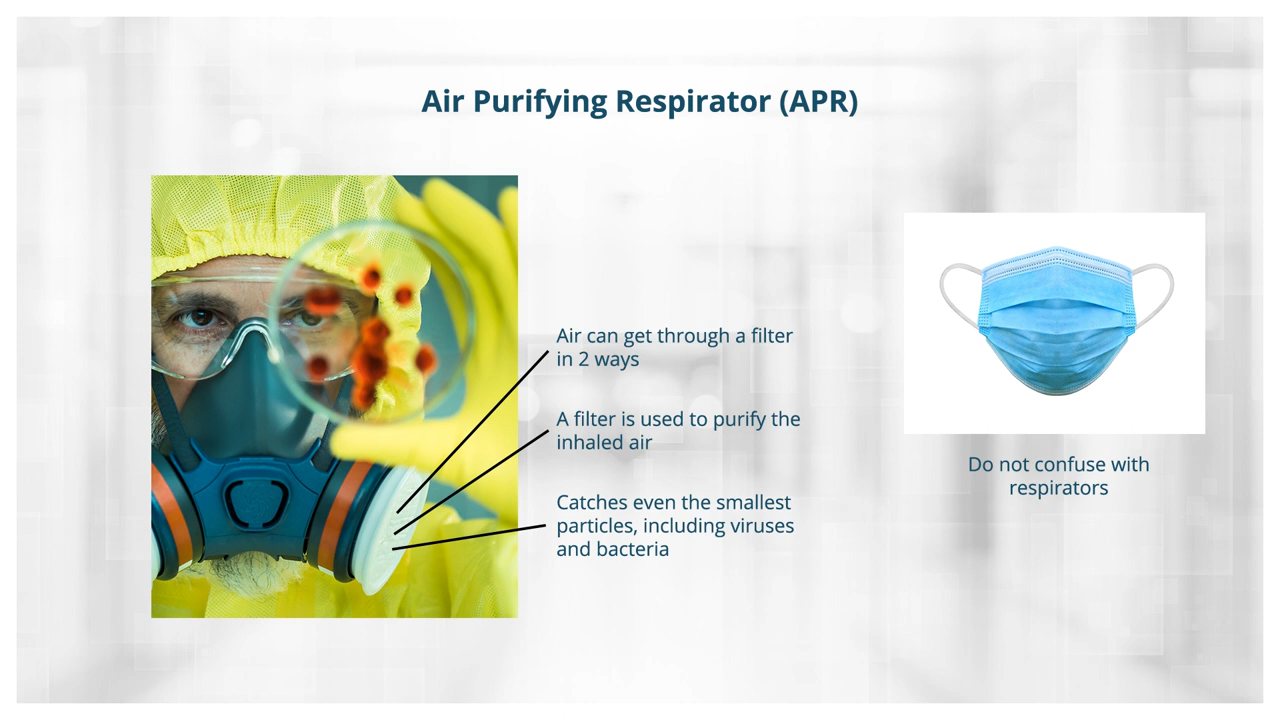 Air Purifying Respirator (APR)
Air can get through a filter
in 2 ways
A filter is used to purify the
inhaled air
Catches even the smallest
particles, including viruses
and bacteria
Do not confuse with
respirators